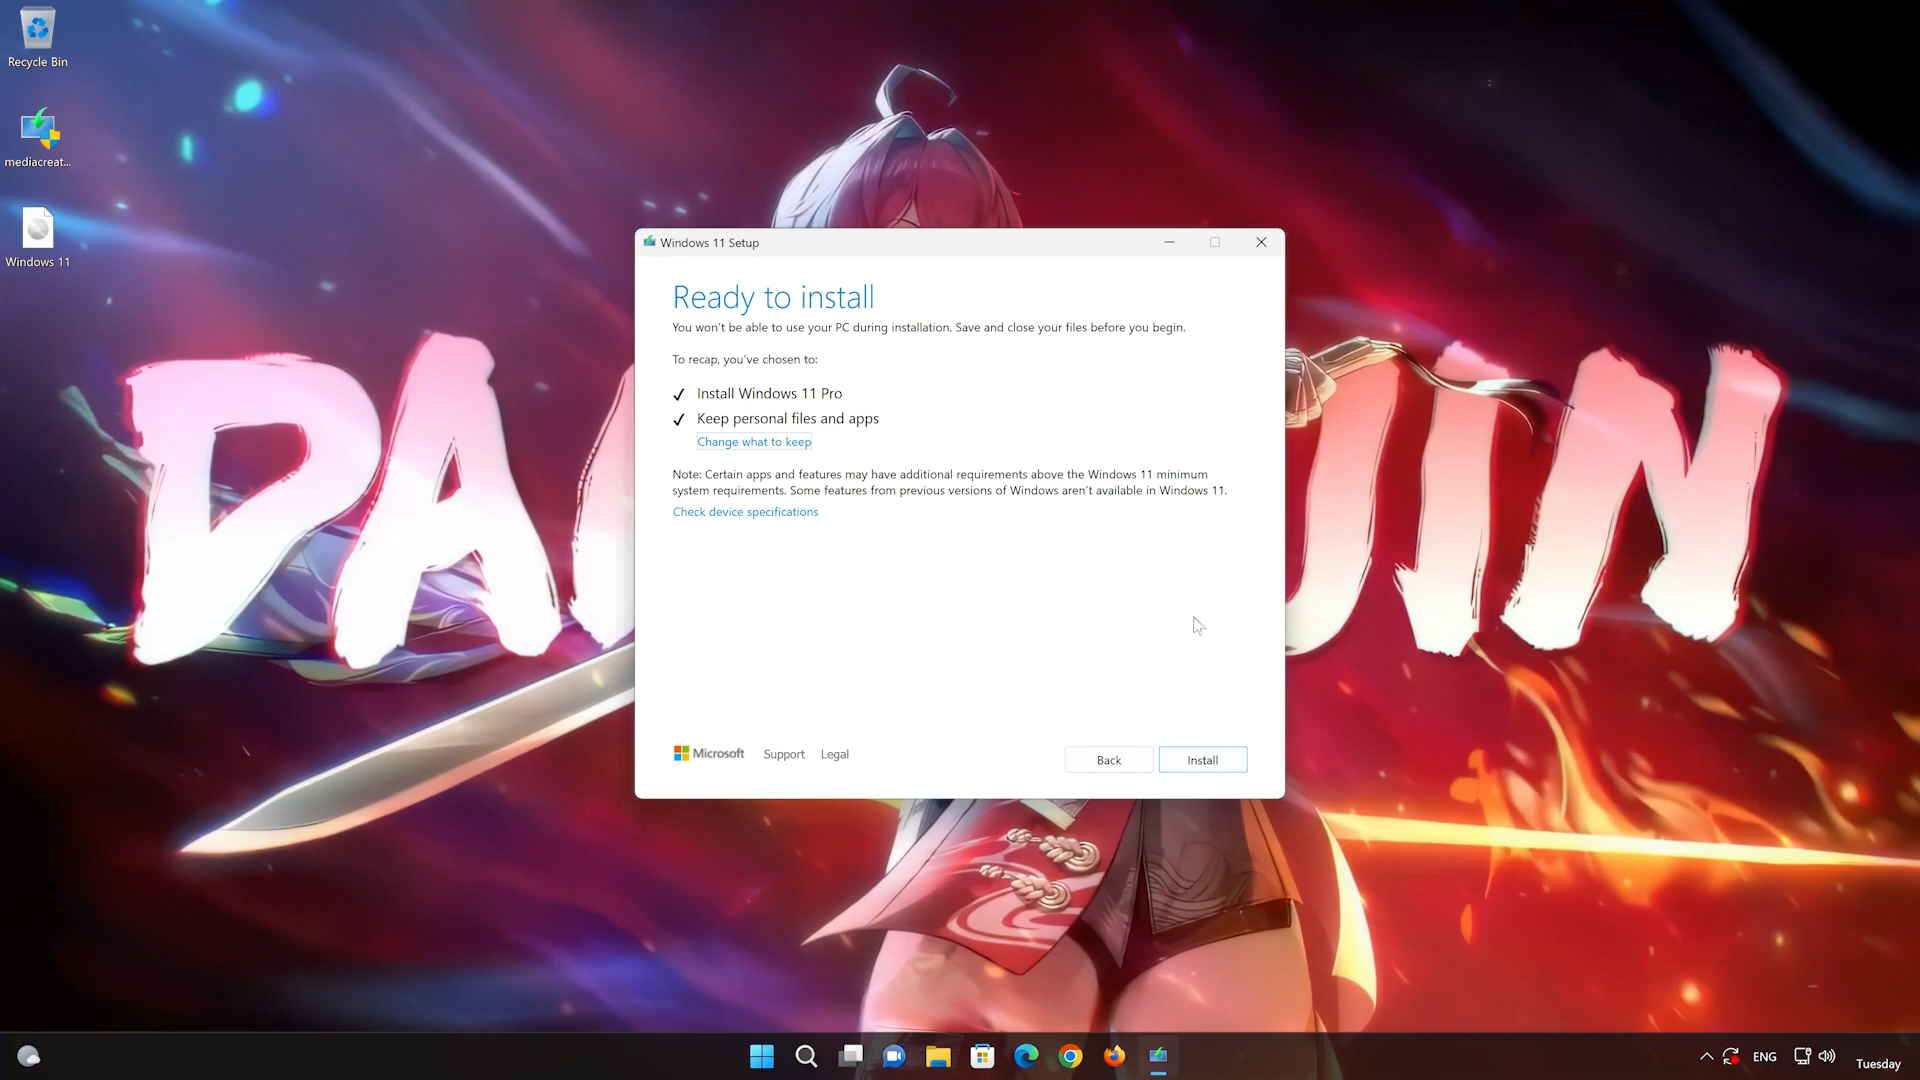 Recycle Bin
mediacreat...
Windows 11
Windows 11 Setup
Ready to install
You won't be able to use your PC during installation. Save and close your files before you begin.
To recap, you've chosen to:
Install Windows 11 Pro
Keep personal files and apps
Change what to keep
Note: Certain apps and features may have additional requirements above the Windows 11 minimum
system requirements. Some features from previous versions of Windows aren't available in Windows 11.
Check device specifications
Microsoft Support Legal
Back Install
ENG
Tuesday